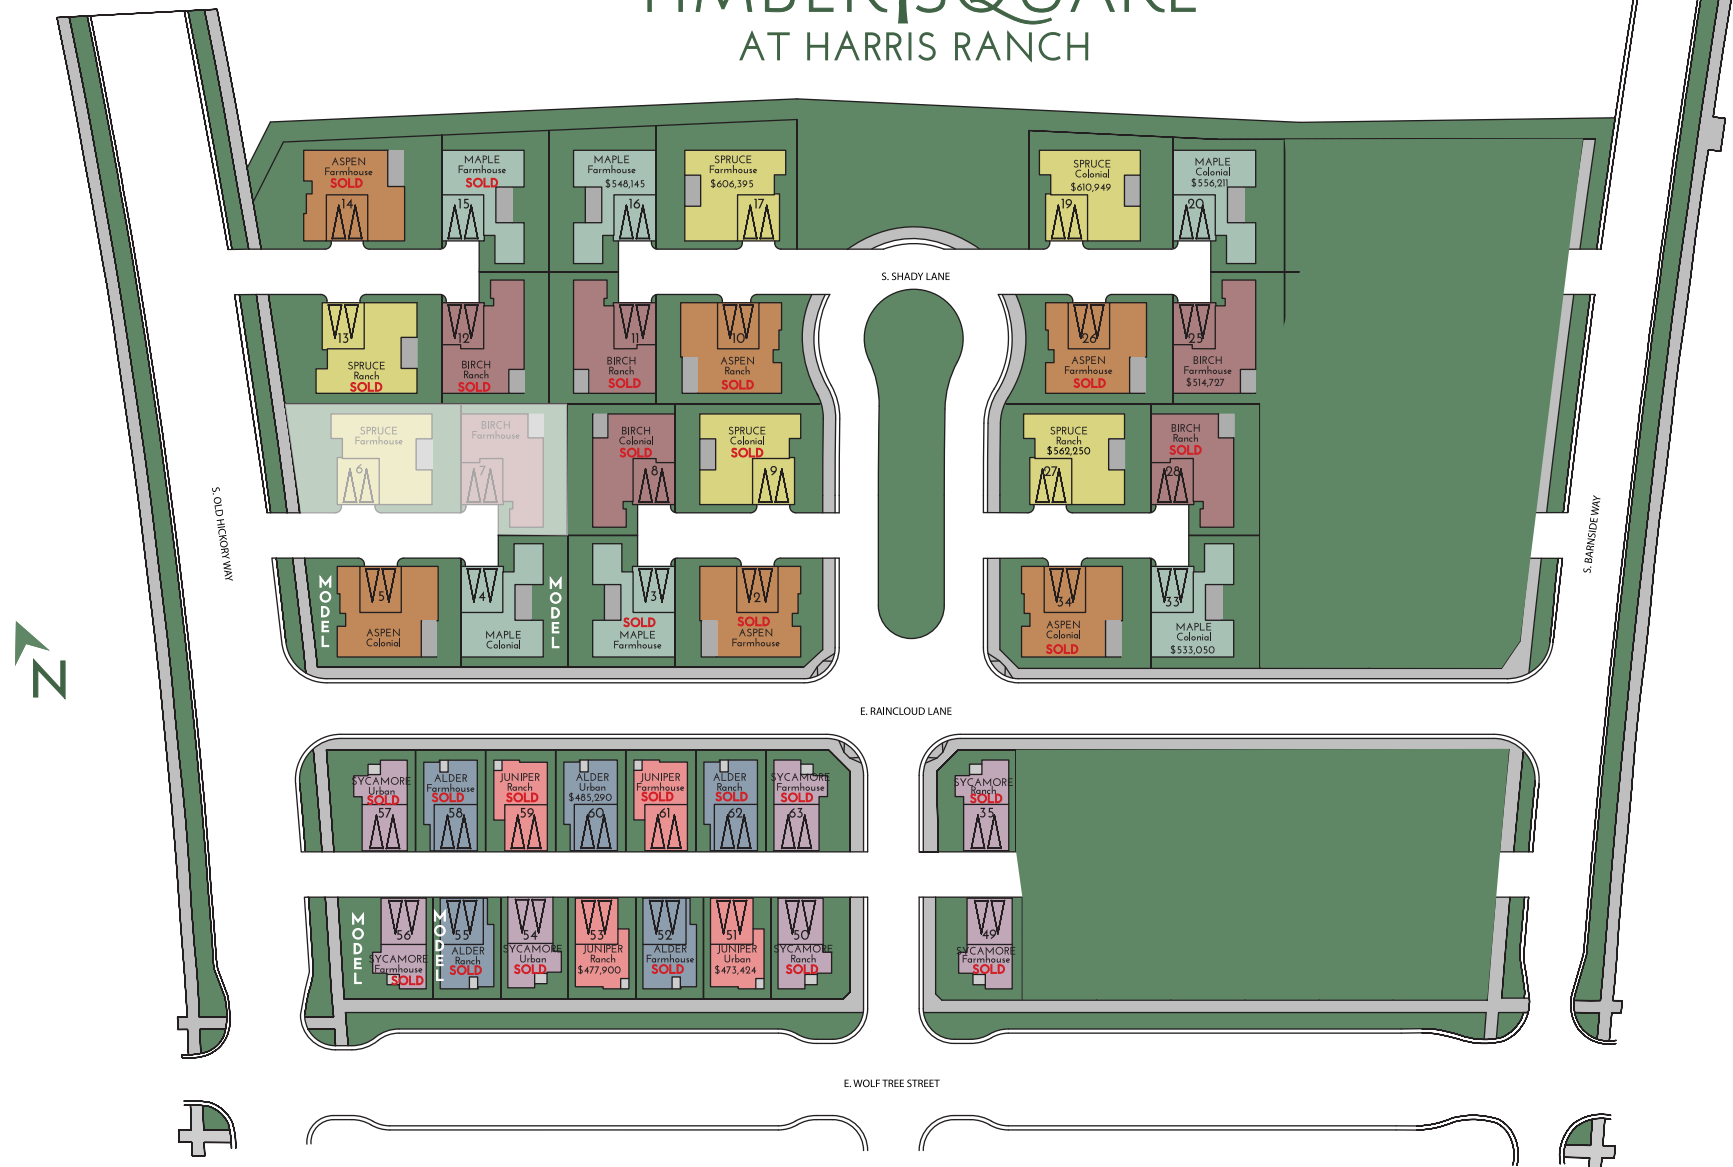 TIMBER SQUARE
AT HARRIS RANCH
ASPEN
Farmhouse
SOLD
14
MAPLE
Farmhouse
SOLD
15
MAPLE
Farmhouse
$548,145
16
SPRUCE
Farmhouse
$606,395
17
SPRUCE
Colonial
$610,949
19
MAPLE
Colonial
$556,211
20
S. SHADY LANE
13
SPRUCE
Ranch
SOLD
12
BIRCH
Ranch
SOLD
11
BIRCH
Ranch
SOLD
10
ASPEN
Ranch
SOLD
26
ASPEN
Farmhouse
SOLD
25
BIRCH
Farmhouse
$514,727
SPRUCE
Farmhouse
6
BIRCH
Farmhouse
7
BIRCH
Colonial
SOLD
8
SPRUCE
Colonial
SOLD
9
SPRUCE
Ranch
$562,250
27
BIRCH
Ranch
SOLD
28
S. OLD HICKORY WAY
S. BARNSIDE WAY
MODEL
5
ASPEN
Colonial
4
MAPLE
Colonial
MODEL
3
SOLD
MAPLE
Farmhouse
2
SOLD
ASPEN
Farmhouse
34
ASPEN
Colonial
SOLD
33
MAPLE
Colonial
$533,050
N
E. RAINCLOUD LANE
SYCAMORE
Urban
SOLD
57
ALDER
Farmhouse
SOLD
58
JUNIPER
Ranch
SOLD
59
ALDER
Urban
$485,290
60
JUNIPER
Farmhouse
SOLD
61
ALDER
Ranch
SOLD
62
SYCAMORE
Farmhouse
SOLD
63
SYCAMORE
Ranch
SOLD
35
MODEL
56
SYCAMORE
Farmhouse
SOLD
MODEL
55
ALDER
Ranch
SOLD
54
SYCAMORE
Urban
SOLD
53
JUNIPER
Ranch
$477,900
52
ALDER
Farmhouse
SOLD
51
JUNIPER
Urban
$473,424
50
SYCAMORE
Ranch
SOLD
49
SYCAMORE
Farmhouse
SOLD
E. WOLF TREE STREET